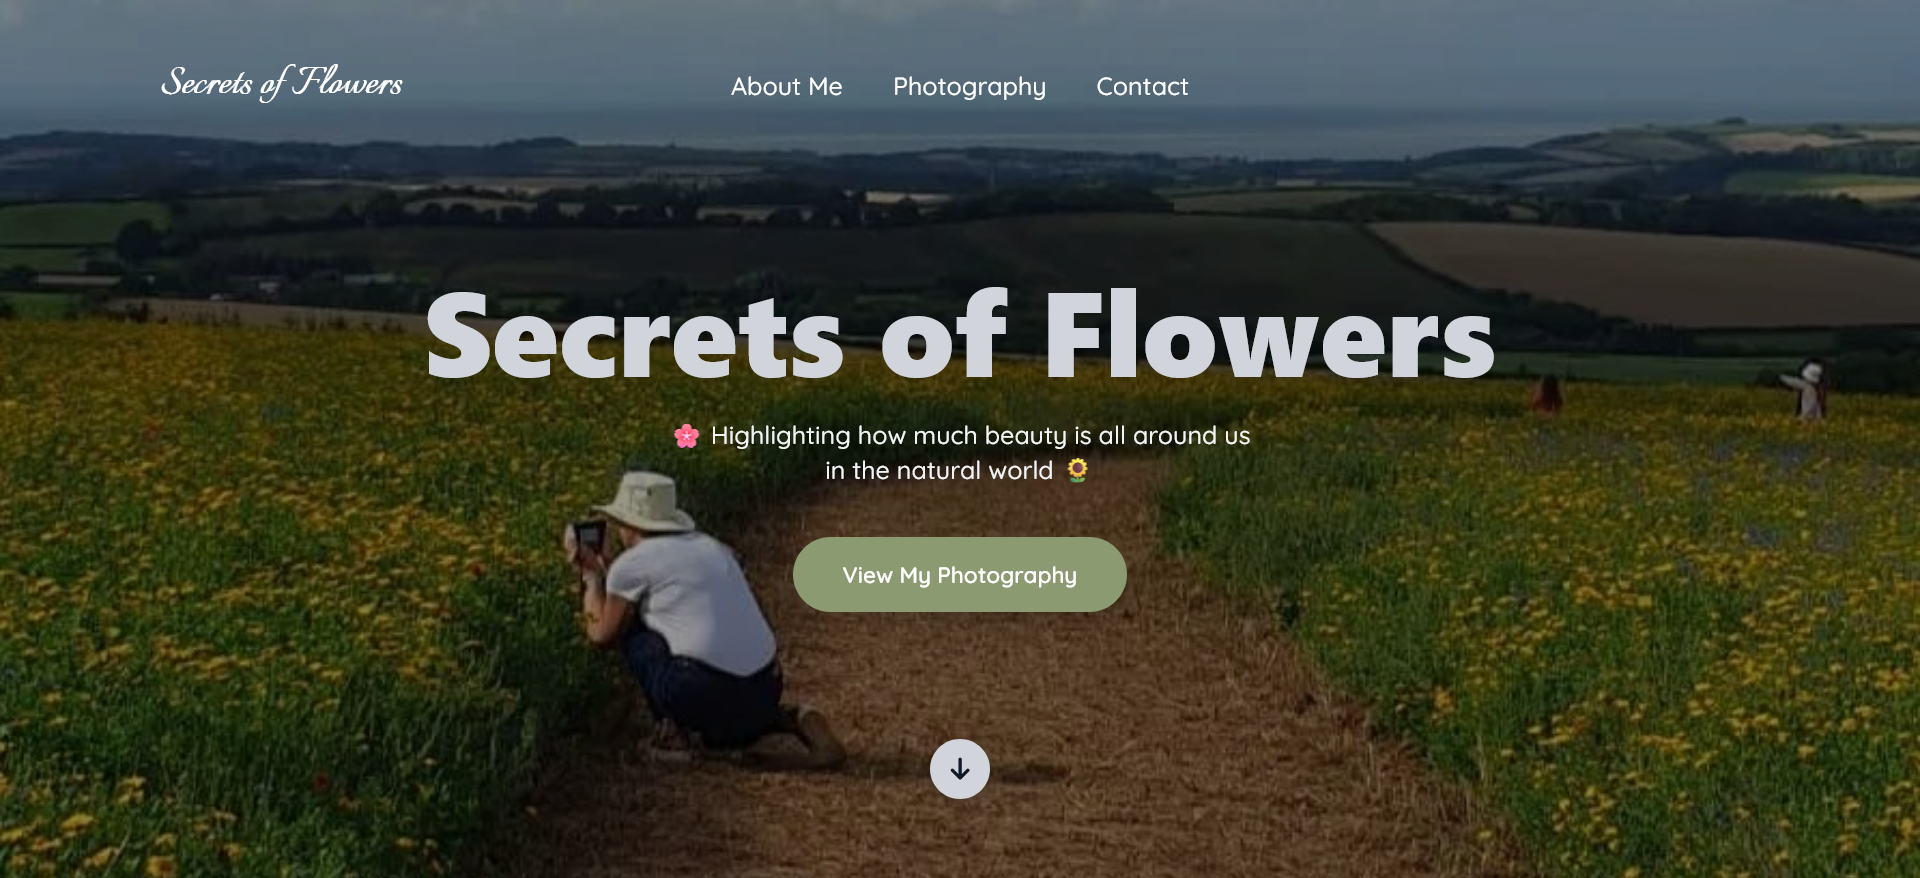 Secrets of Flowers
About Me Photography Contact
Secrets of Flowers
🌸 Highlighting how much beauty is all around us
in the natural world 🌻
View My Photography